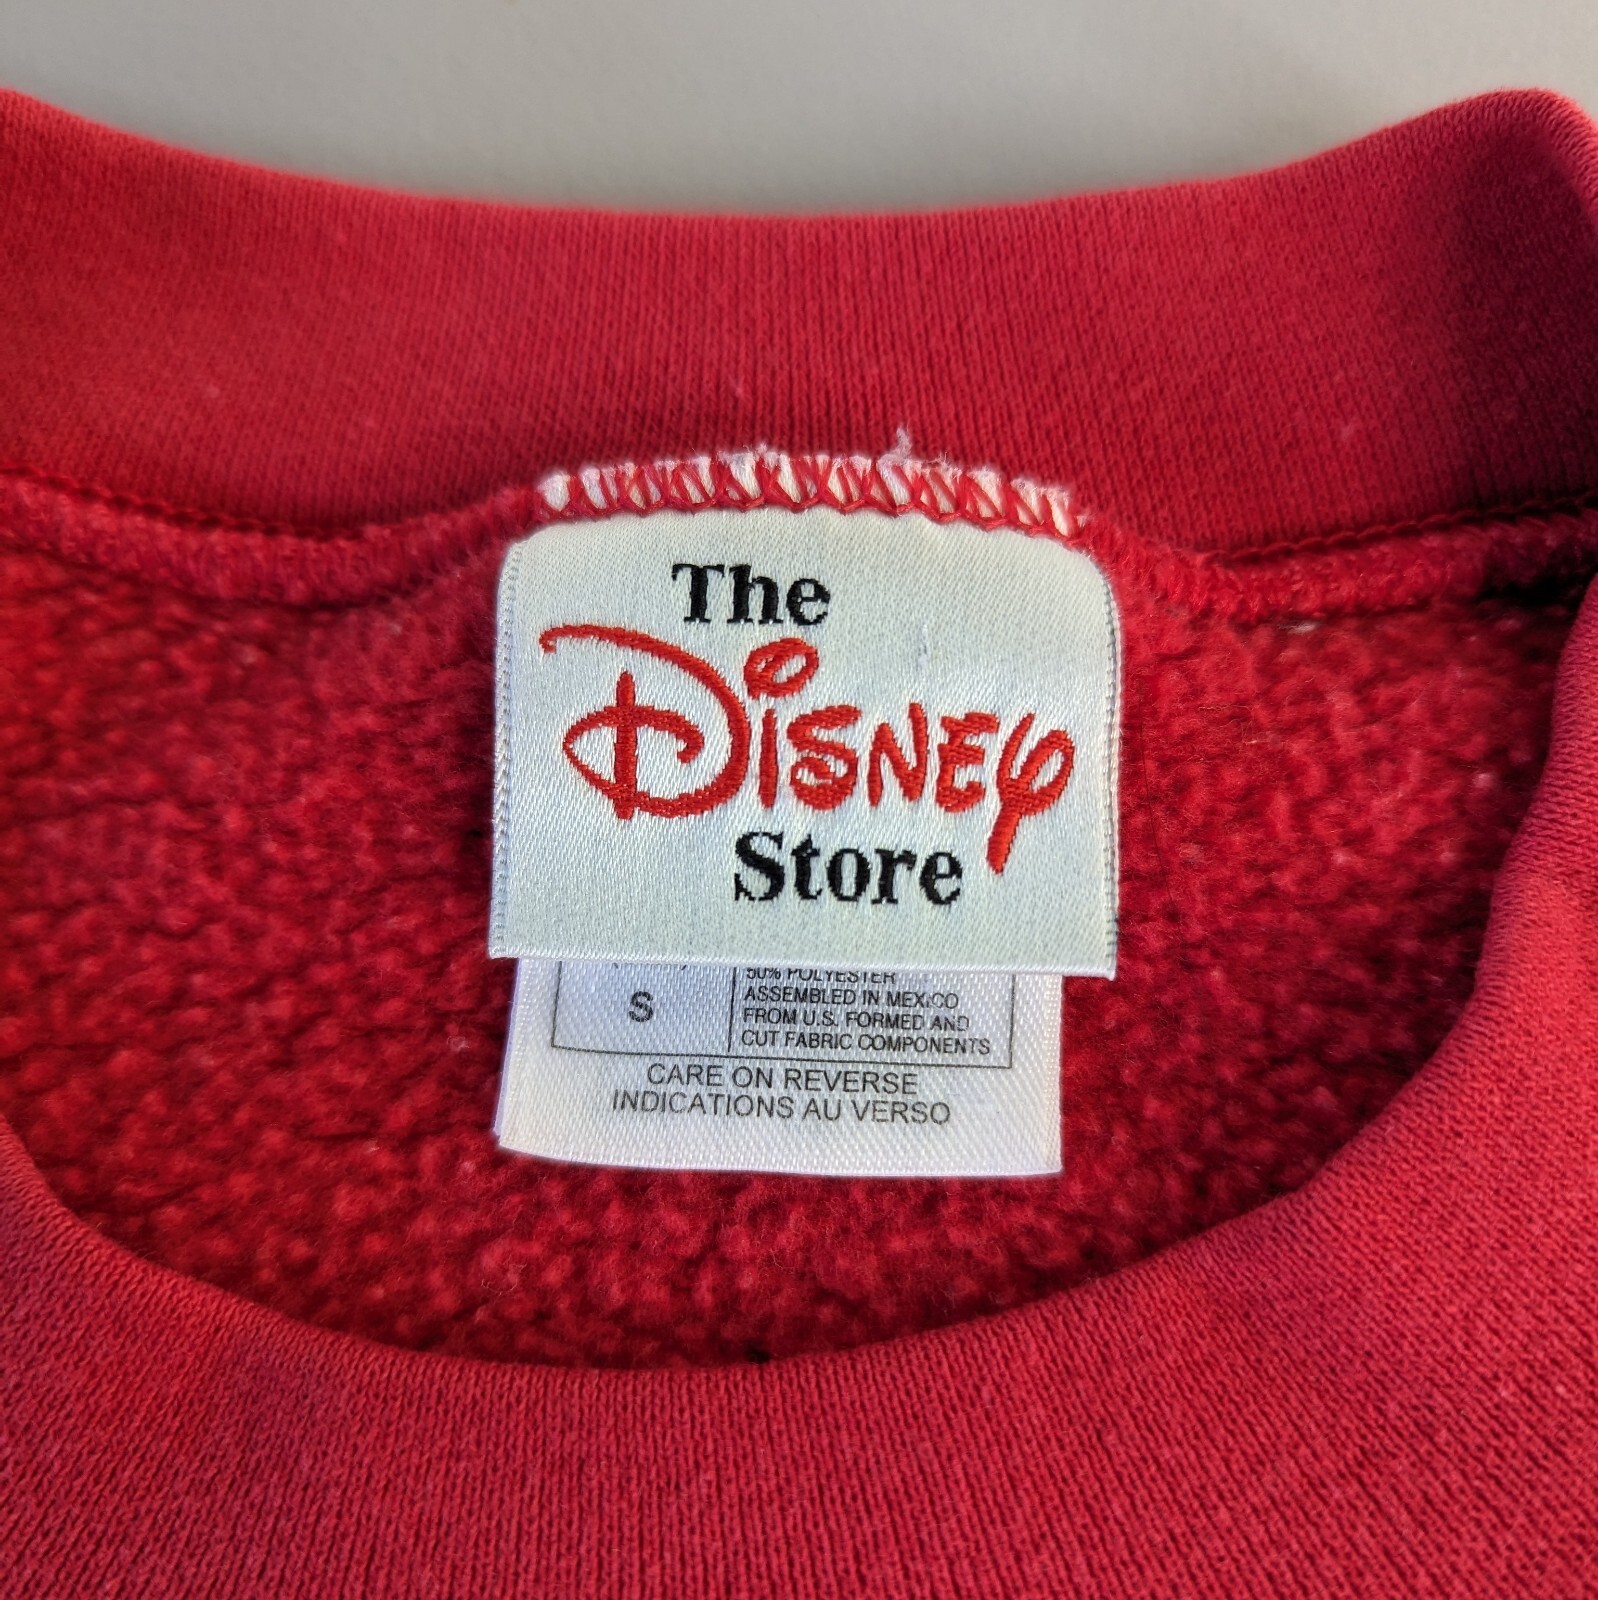 The
Disney
Store
50% POLYESTER
S
ASSEMBLED IN MEXICO
FROM U.S. FORMED AND
CUT FABRIC COMPONENTS
CARE ON REVERSE
INDICATIONS AU VERSO